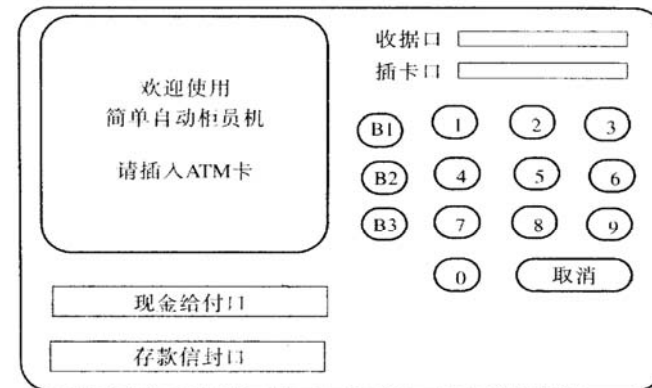 欢迎使用
简单自动柜员机
请插入ATM卡
收据口
插卡口
B1 1 2 3
B2 4 5 6
B3 7 8 9
0 取消
现金给付口
存款信封口